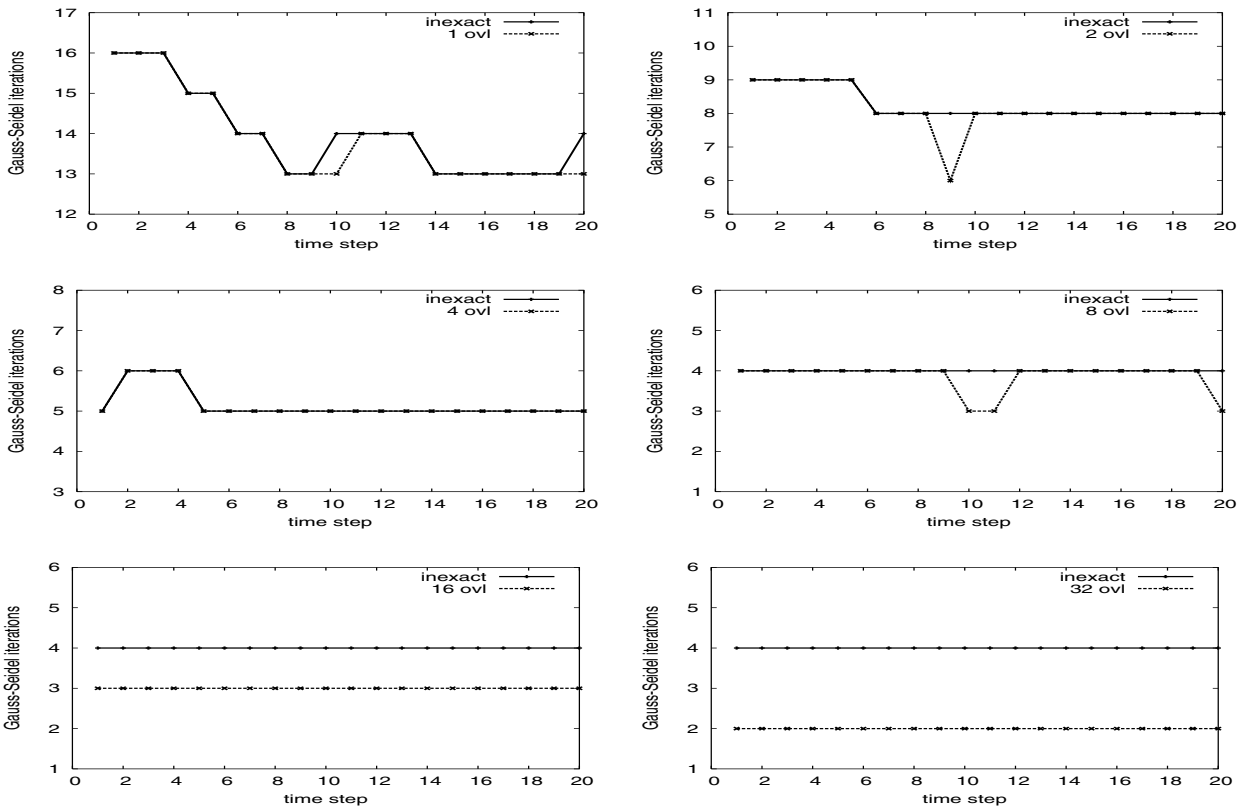 17
16
15
14
13
12
Gauss-Seidel iterations
inexact
1 ovl
0 2 4 6 8 10 12 14 16 18 20
time step
11
10
9
8
7
6
5
Gauss-Seidel iterations
inexact
2 ovl
0 2 4 6 8 10 12 14 16 18 20
time step
8
7
6
5
4
3
Gauss-Seidel iterations
inexact
4 ovl
0 2 4 6 8 10 12 14 16 18 20
time step
6
5
4
3
2
1
Gauss-Seidel iterations
inexact
8 ovl
0 2 4 6 8 10 12 14 16 18 20
time step
6
5
4
3
2
1
Gauss-Seidel iterations
inexact
16 ovl
0 2 4 6 8 10 12 14 16 18 20
time step
6
5
4
3
2
1
Gauss-Seidel iterations
inexact
32 ovl
0 2 4 6 8 10 12 14 16 18 20
time step